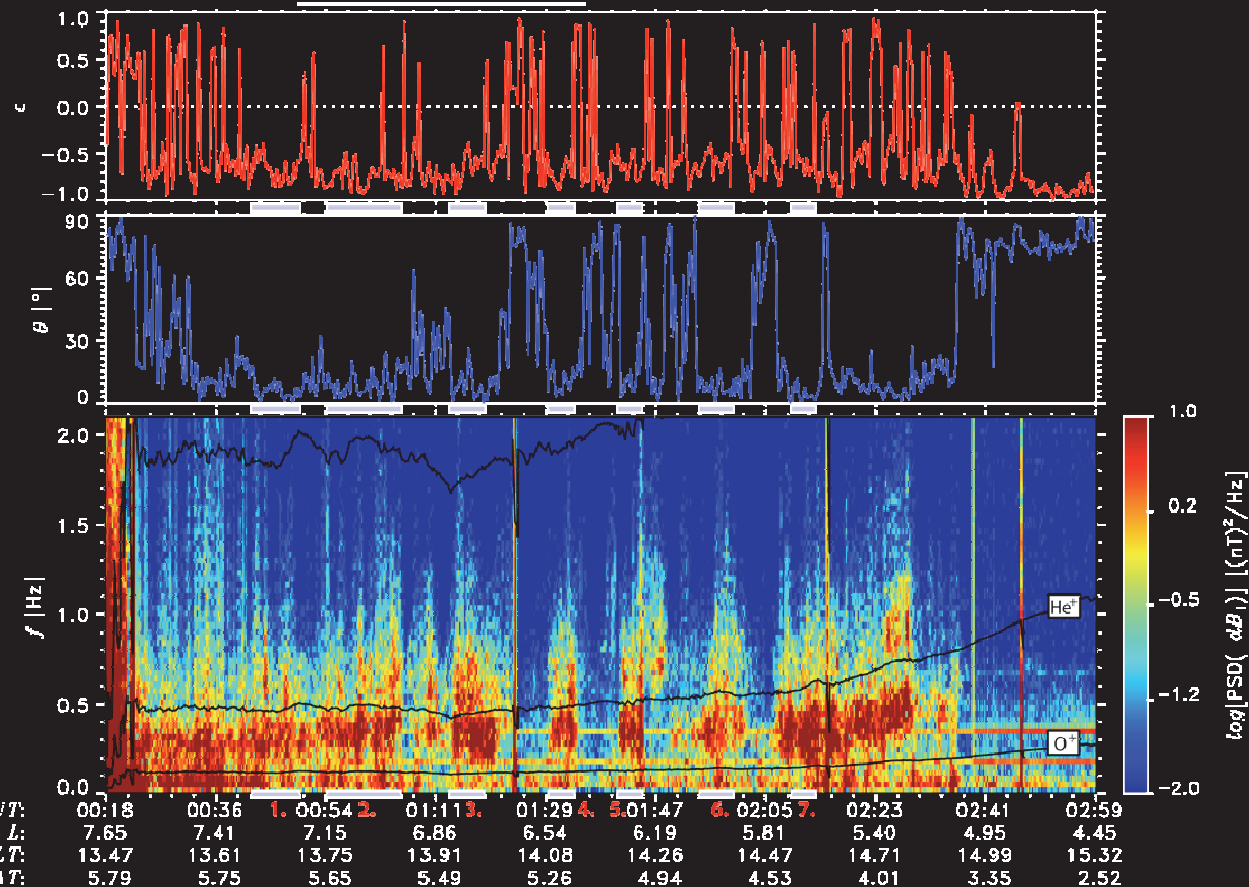 1.0
0.5
0.0
−0.5
−1.0
ϵ
90
60
30
0
θ |°|
2.0
1.5
1.0
0.5
0.0
f |Hz|
He⁺
O⁺
1.0
0.2
−0.5
−1.2
−2.0
log|PSD( dB₁)| |(nT)²/Hz|
1. 2. 3. 4. 5. 6. 7.
T: 00:18 00:36 00:54 01:11 01:29 01:47 02:05 02:25 02:41 02:59
L: 7.65 7.41 7.15 6.86 6.54 6.19 5.81 5.40 4.95 4.45
LT: 13.47 13.61 13.75 13.91 14.08 14.26 14.47 14.71 14.99 15.32
AT: 5.79 5.75 5.65 5.49 5.26 4.94 4.53 4.01 3.35 2.52